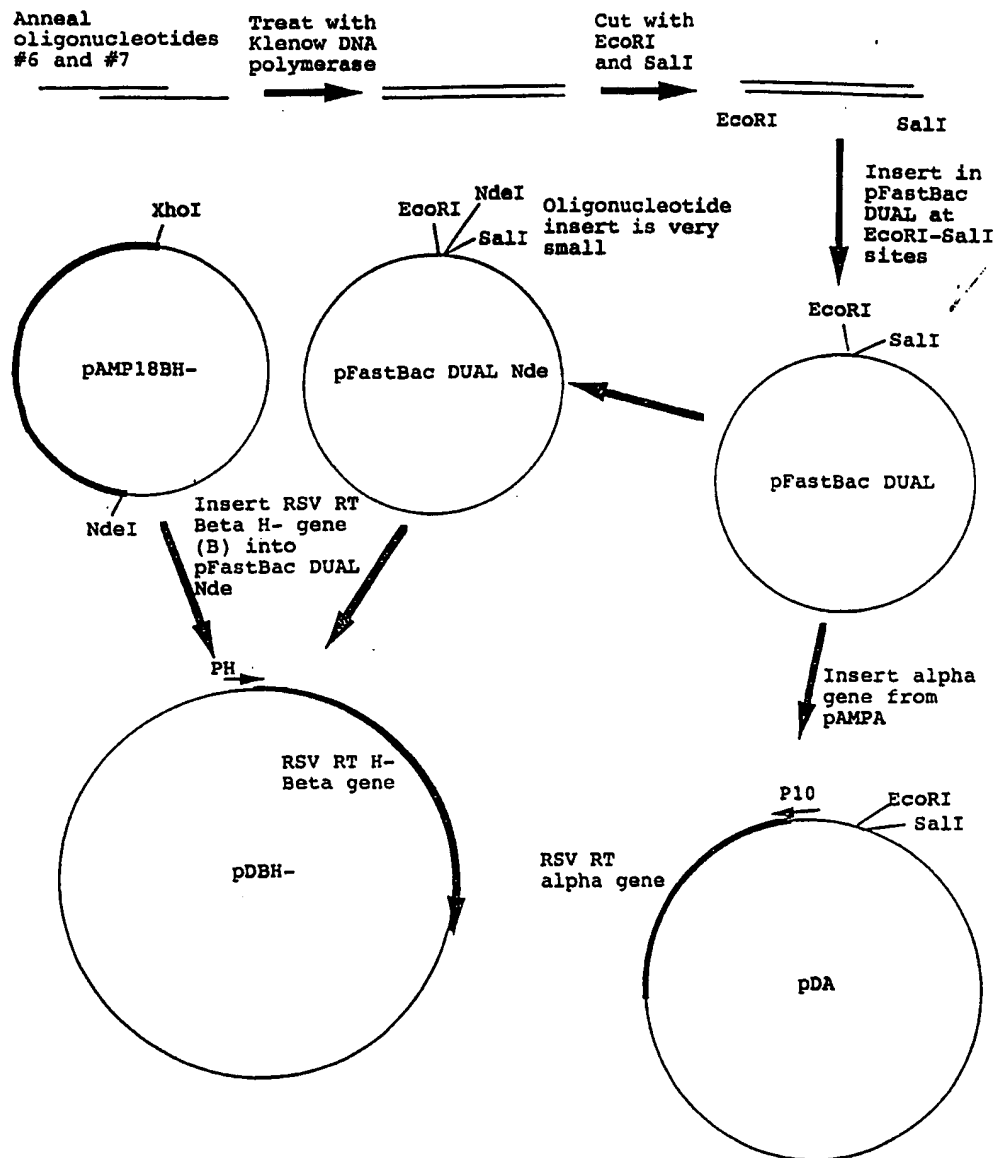 Anneal
oligonucleotides
#6 and #7
Treat with
Klenow DNA
polymerase
Cut with
EcoRI
and SalI
EcoRI
SalI
Insert in
pFastBac
DUAL at
EcoRI-SalI
sites
XhoI
pAMP18BH-
NdeI
EcoRI
NdeI
SalI
Oligonucleotide
insert is very
small
pFastBac DUAL Nde
EcoRI
SalI
pFastBac DUAL
Insert RSV RT
Beta H- gene
(B) into
pFastBac DUAL
Nde
Insert alpha
gene from
pAMPA
PH
RSV RT H-
Beta gene
pDBH-
P10
EcoRI
SalI
RSV RT
alpha gene
pDA